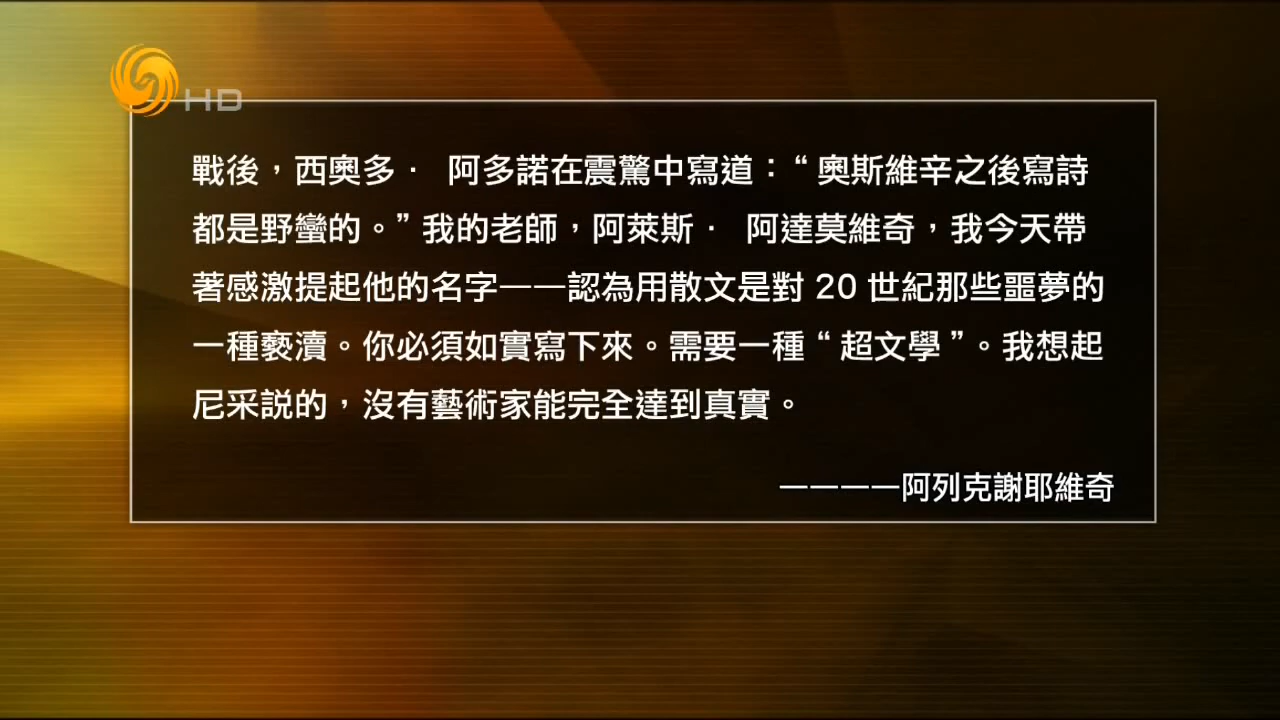 HD
戰後，西奧多· 阿多諾在震驚中寫道：“奧斯維辛之後寫詩
都是野蠻的。”我的老師，阿萊斯· 阿達莫維奇，我今天帶
著感激提起他的名字——認為用散文是對 20 世紀那些噩夢的
一種褻瀆。你必須如實寫下來。需要一種“超文學”。我想起
尼采説的，沒有藝術家能完全達到真實。
————阿列克謝耶維奇